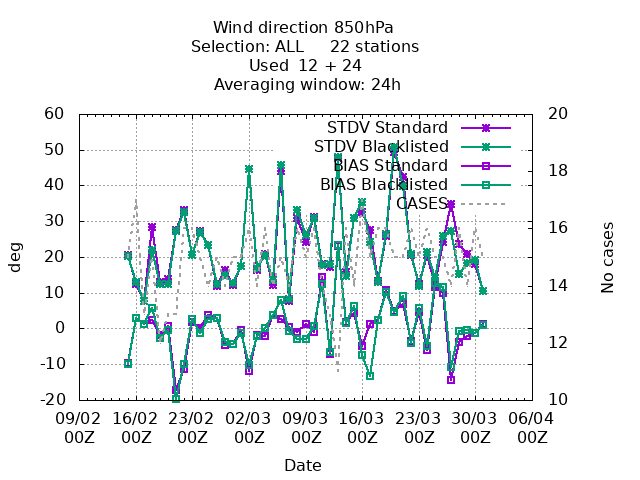 Wind direction 850hPa
Selection: ALL 22 stations
Used 12 + 24
Averaging window: 24h
STDV Standard
STDV Blacklisted
BIAS Standard
BIAS Blacklisted
CASES
60
50
40
30
20
10
0
-10
-20
deg
20
18
16
14
12
10
No cases
09/02 16/02 23/02 02/03 09/03 16/03 23/03 30/03 06/04
00Z 00Z 00Z 00Z 00Z 00Z 00Z 00Z 00Z
Date